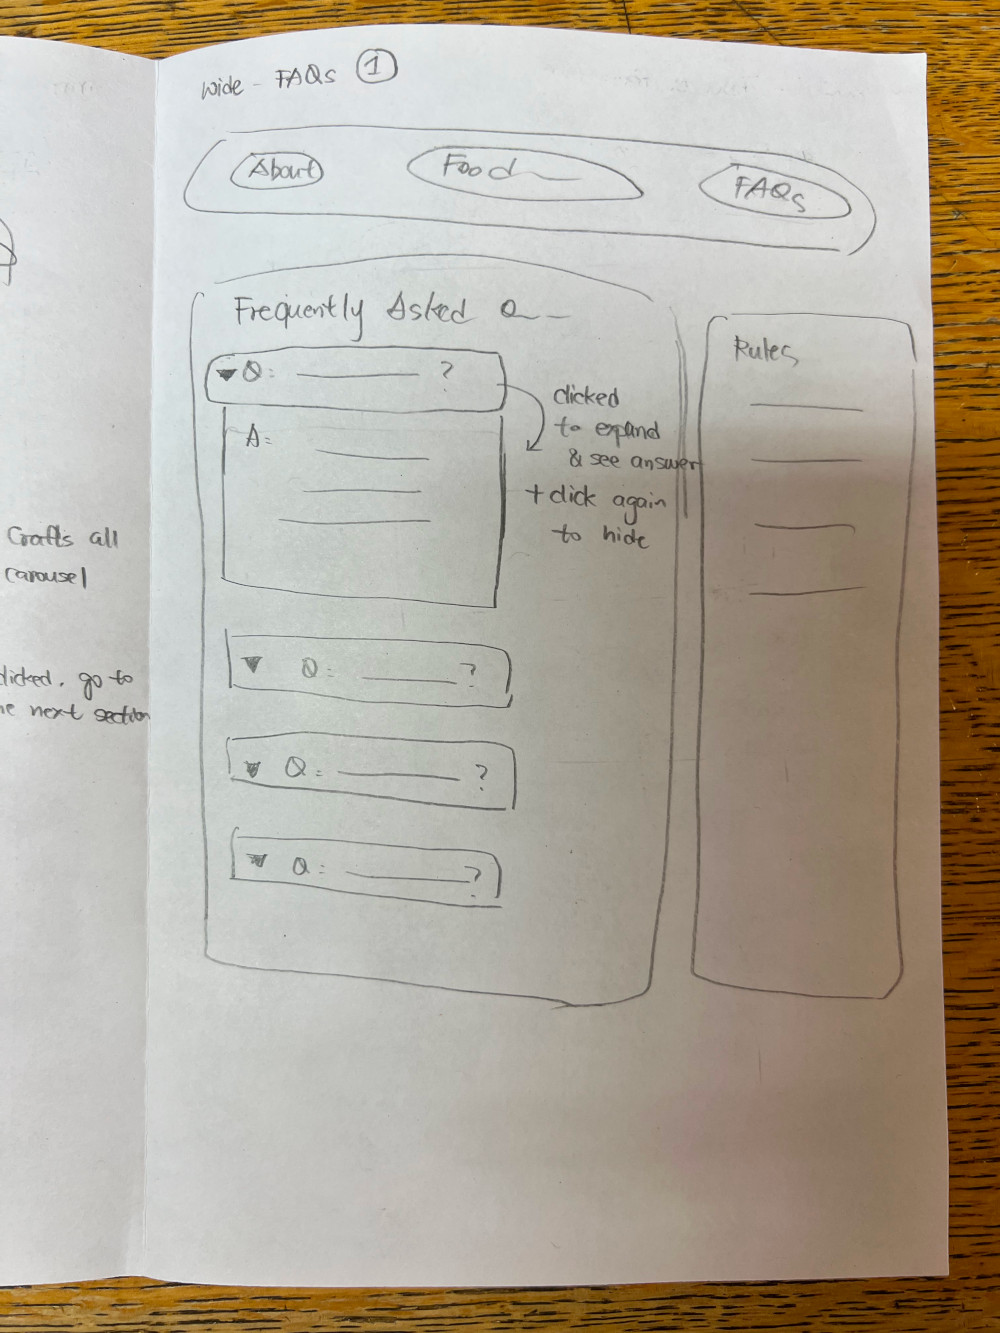 wide - FAQs 1
About
Food
FAQs
Frequently Asked Q
Q: ?
A:
clicked
to expand
& see answer
+ click again
to hide
Q: ?
Q: ?
Q: ?
Rules
Crafts all
carousel
clicked, go to
next section